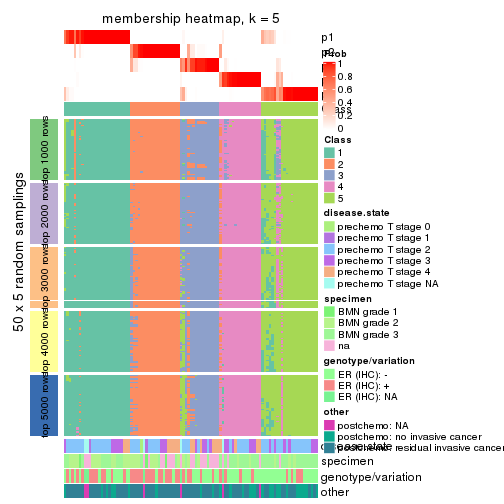 membership heatmap, k = 5
p1
p2
Prob
1
0.8
0.6
0.4
0.2
0
Class
1
2
3
4
5
disease.state
prechemo T stage 0
prechemo T stage 1
prechemo T stage 2
prechemo T stage 3
prechemo T stage 4
prechemo T stage NA
specimen
BMN grade 1
BMN grade 2
BMN grade 3
na
genotype/variation
ER (IHC): -
ER (IHC): +
ER (IHC): NA
other
postchemo: NA
postchemo: no invasive cancer
postchemo: residual invasive cancer
50 x 5 random samplings
top 1000 rows
top 2000 rows
top 3000 rows
top 4000 rows
top 5000 rows
disease.state
specimen
genotype/variation
other